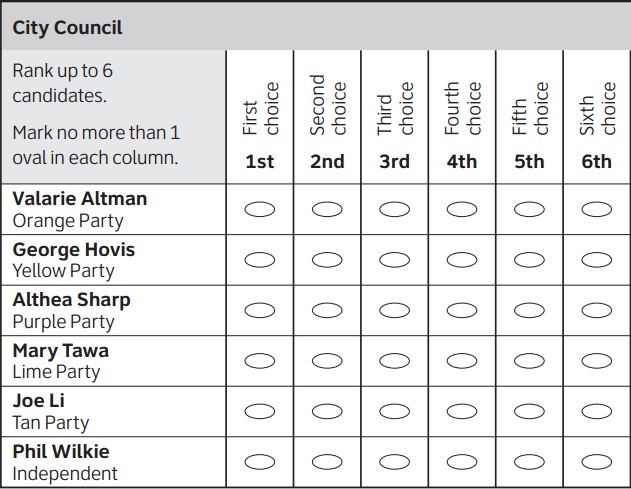 City Council
Rank up to 6
candidates.
Mark no more than 1
oval in each column.
First
choice
Second
choice
Third
choice
Fourth
choice
Fifth
choice
Sixth
choice
1st 2nd 3rd 4th 5th 6th
Valarie Altman
Orange Party
George Hovis
Yellow Party
Althea Sharp
Purple Party
Mary Tawa
Lime Party
Joe Li
Tan Party
Phil Wilkie
Independent